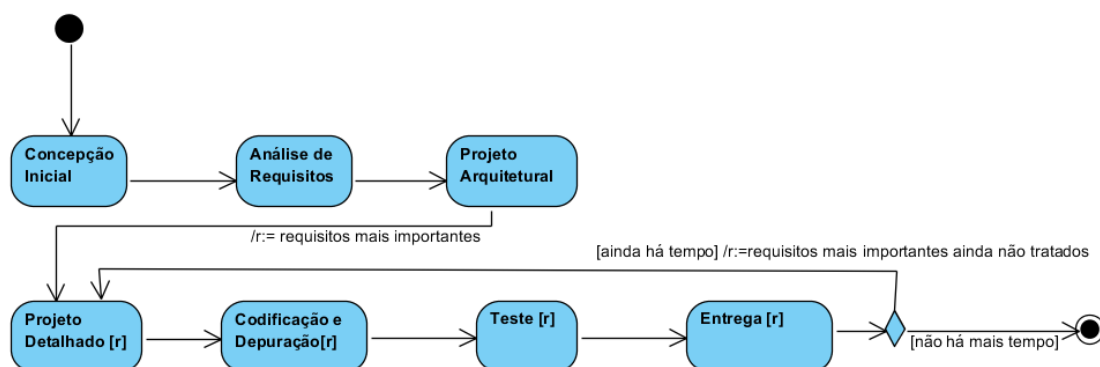 Concepção
Inicial
Análise de
Requisitos
Projeto
Arquitetural
/r:= requisitos mais importantes
[ainda há tempo] /r:=requisitos mais importantes ainda não tratados
Projeto
Detalhado [r]
Codificação e
Depuração[r]
Teste [r]
Entrega [r]
[não há mais tempo]